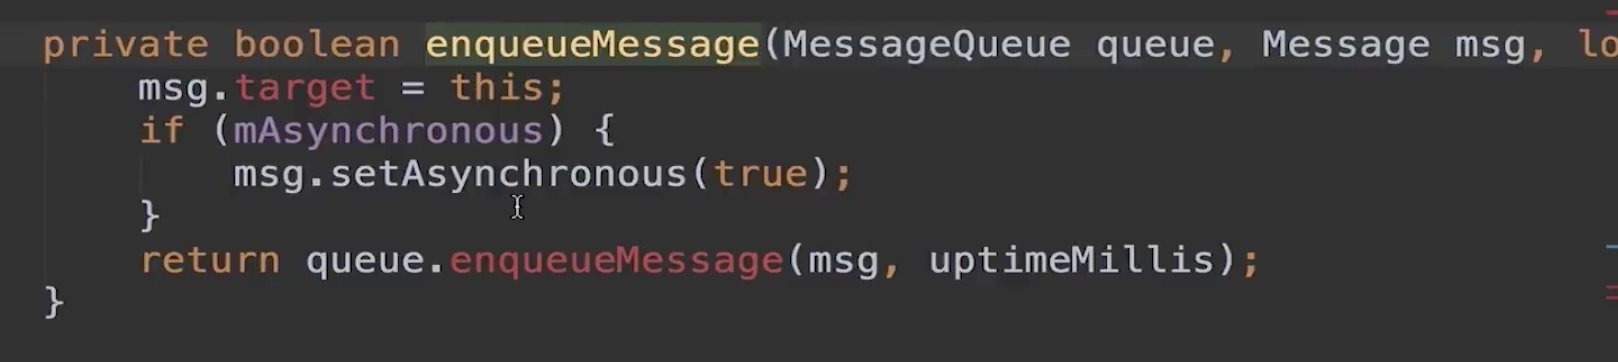 private boolean enqueueMessage(MessageQueue queue, Message msg, lo
msg.target = this;
if (mAsynchronous) {
msg.setAsynchronous(true);
}
return queue.enqueueMessage(msg, uptimeMillis);
}